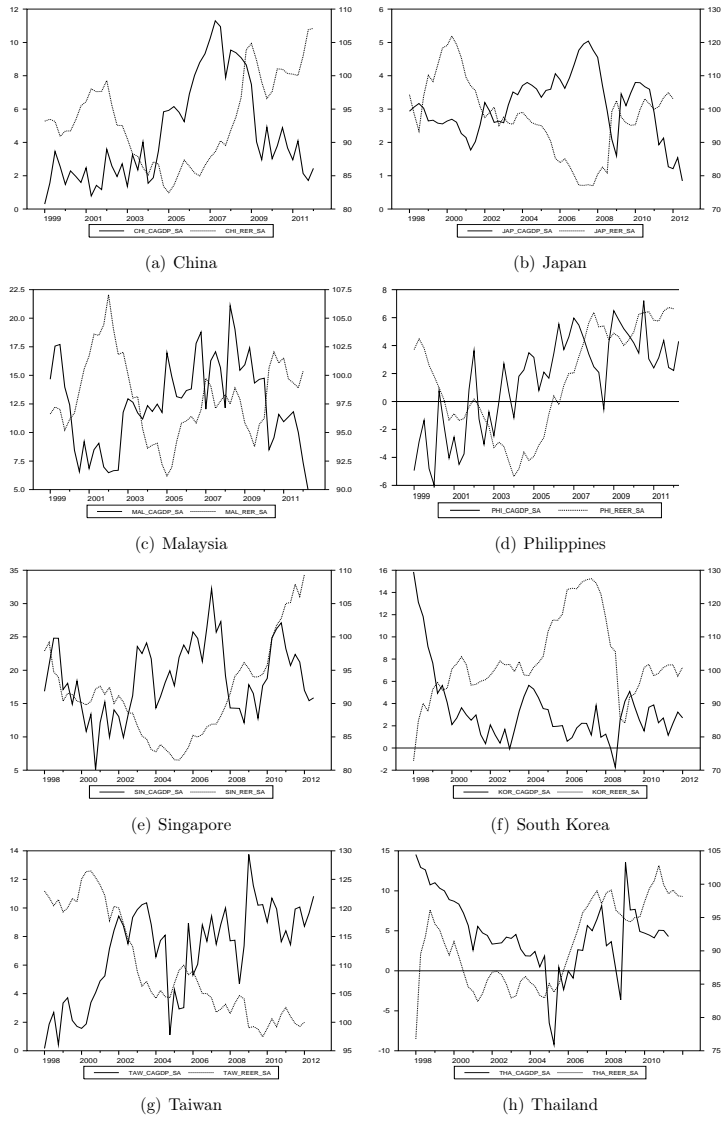 12 110 6 130
10 105 5 120
8 100 4 110
6 95 3 100
4 90 2 90
2 85 1 80
0 80 0 70
1999 2001 2003 2005 2007 2009 2011 1998 2000 2002 2004 2006 2008 2010 2012
CHI_CAGDP_SA CHI_RER_SA JAP_CAGDP_SA JAP_RER_SA
(a) China (b) Japan
22.5 107.5 8
20.0 105.0 6
17.5 102.5 4
15.0 100.0 2
12.5 97.5 0
10.0 95.0 -2
7.5 92.5 -4
5.0 90.0 -6
1999 2001 2003 2005 2007 2009 2011 1999 2001 2003 2005 2007 2009 2011
MAL_CAGDP_SA MAL_RER_SA PHI_CAGDP_SA PHI_REER_SA
(c) Malaysia (d) Philippines
35 110 16 130
14 120
30 105 12 110
25 100 10 100
20 95 8 90
15 90 6 80
10 85 4
2
0
5 80 -2 70
1998 2000 2002 2004 2006 2008 2010 2012 1998 2000 2002 2004 2006 2008 2010 2012
SIN_CAGDP_SA SIN_RER_SA KOR_CAGDP_SA KOR_REER_SA
(e) Singapore (f) South Korea
14 130 15 105
12 125 10 100
10 120 5 95
8 115 0 90
6 110 -5 85
4 105 80
2 100
0 95 -10 75
1998 2000 2002 2004 2006 2008 2010 2012 1998 2000 2002 2004 2006 2008 2010
TAW_CAGDP_SA TAW_REER_SA THA_CAGDP_SA THA_REER_SA
(g) Taiwan (h) Thailand